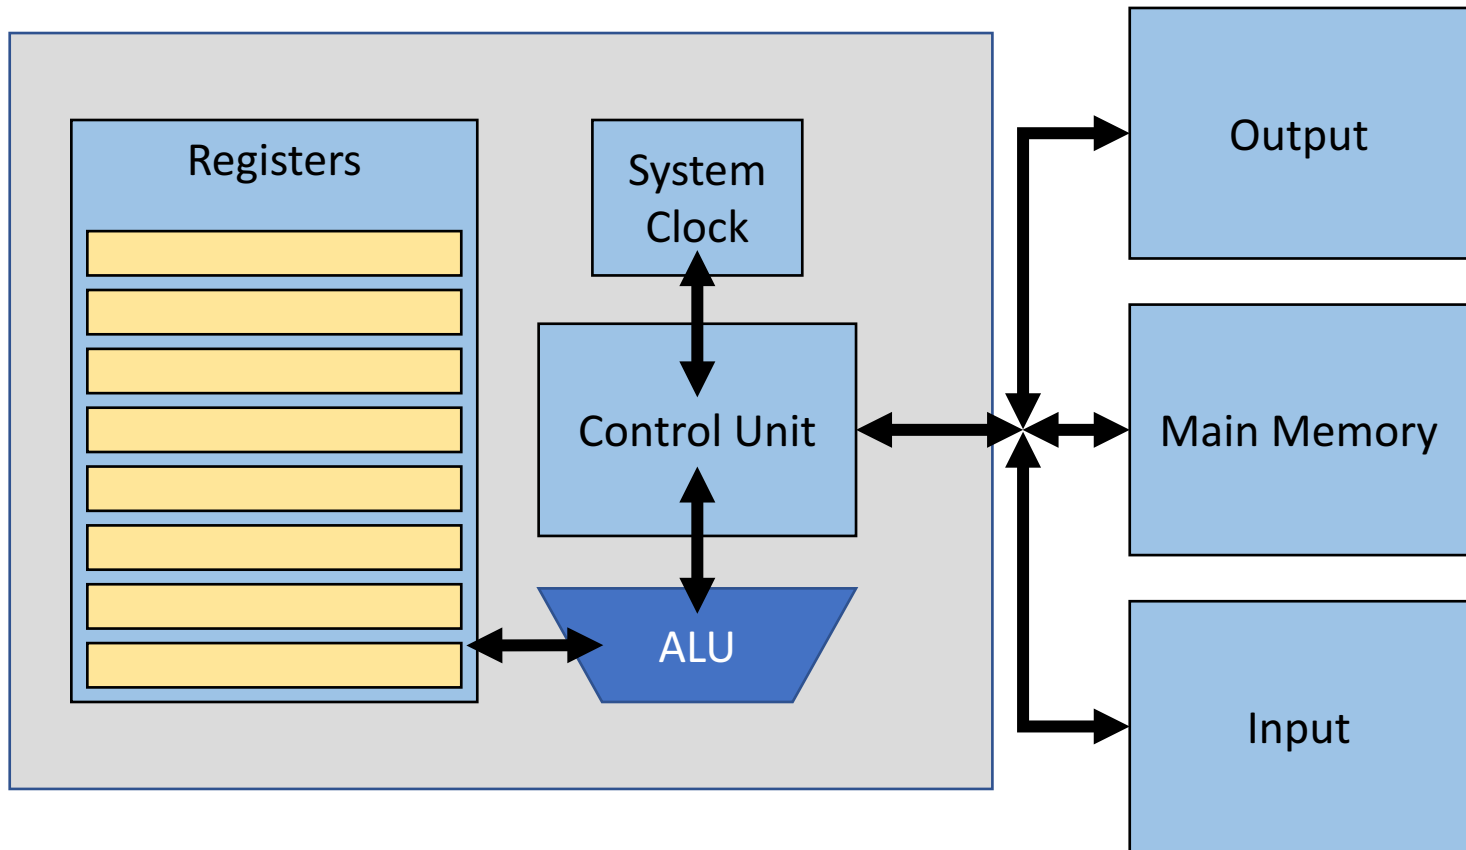 Registers
System
Clock
Control Unit
ALU
Output
Main Memory
Input